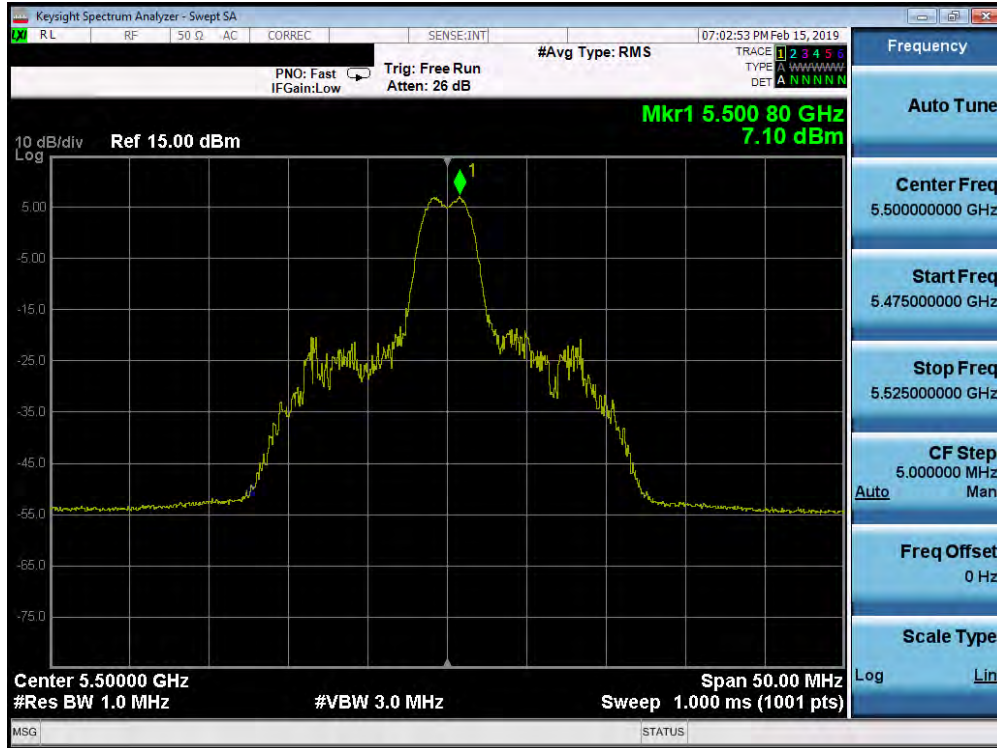 Keysight Spectrum Analyzer - Swept SA
LXI RL RF 50 Ω AC CORREC SENSE:INT 07:02:53 PM Feb 15, 2019
#Avg Type: RMS TRACE 1 2 3 4 5 6
PNO: Fast Trig: Free Run TYPE A WWWWW
IFGain:Low Atten: 26 dB DET A N N N N N
Mkr1 5.500 80 GHz
7.10 dBm
10 dB/div Ref 15.00 dBm
Log
1
5.00
-5.00
-15.0
-25.0
-35.0
-45.0
-55.0
-65.0
-75.0
Center 5.50000 GHz Span 50.00 MHz
#Res BW 1.0 MHz #VBW 3.0 MHz Sweep 1.000 ms (1001 pts)
MSG STATUS
Frequency
Auto Tune
Center Freq
5.500000000 GHz
Start Freq
5.475000000 GHz
Stop Freq
5.525000000 GHz
CF Step
5.000000 MHz
Auto Man
Freq Offset
0 Hz
Scale Type
Log Lin